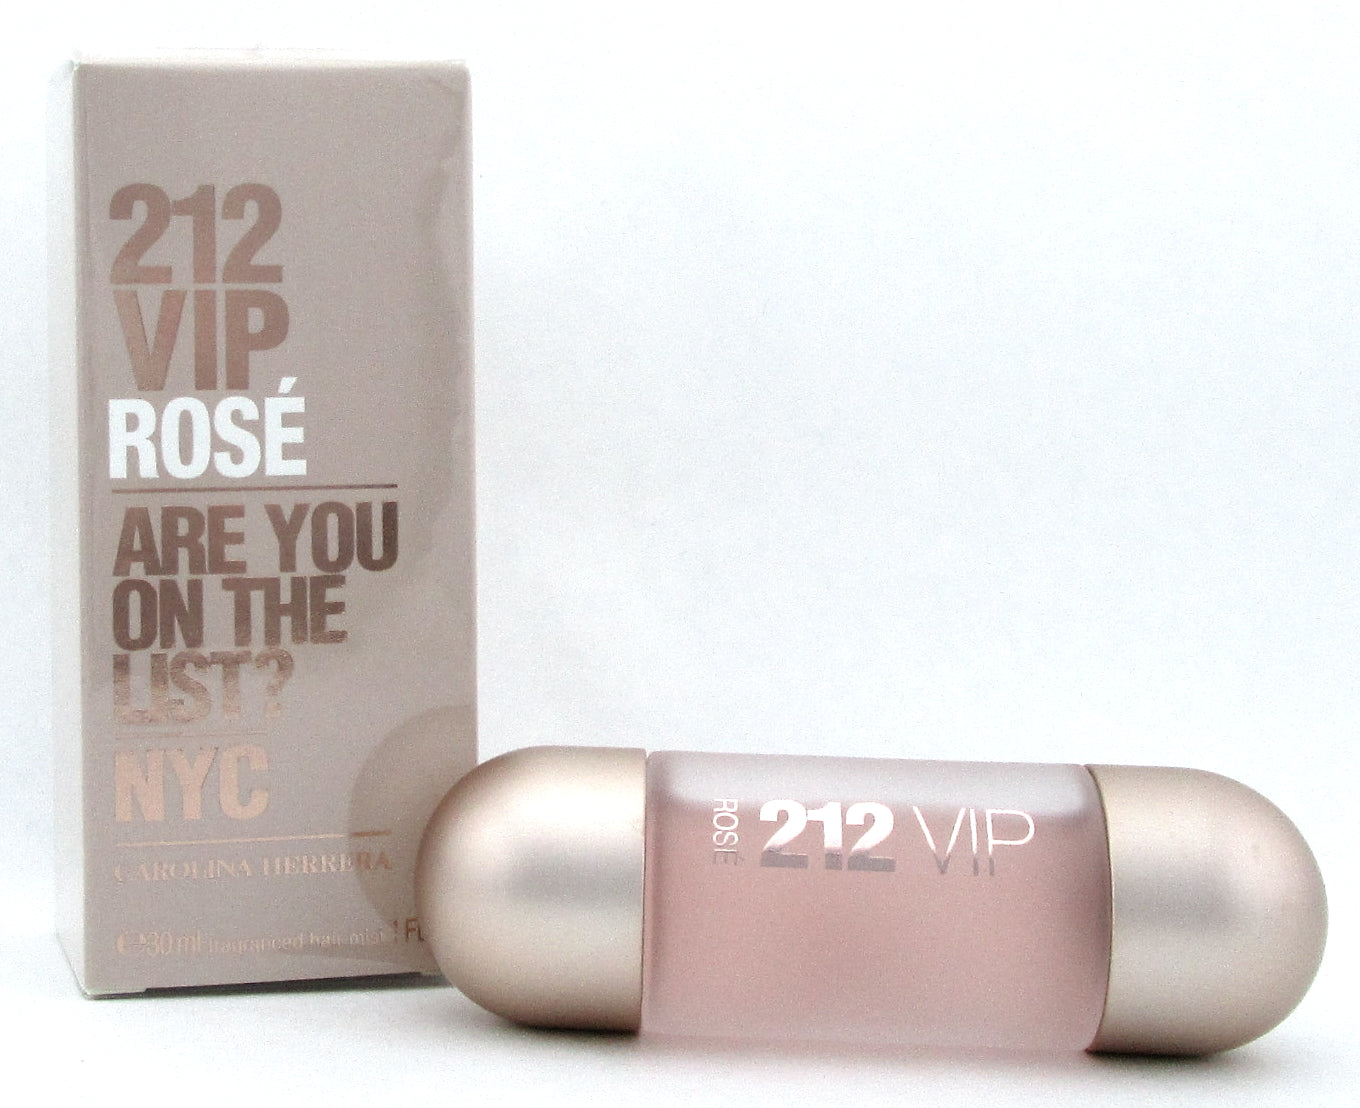 212
VIP
ROSÉ
ARE YOU
ON THE
LIST?
NYC
CAROLINA HERRERA
℮ 30 ml fragranced hair mist 1 FL
ROSÉ
212 VIP